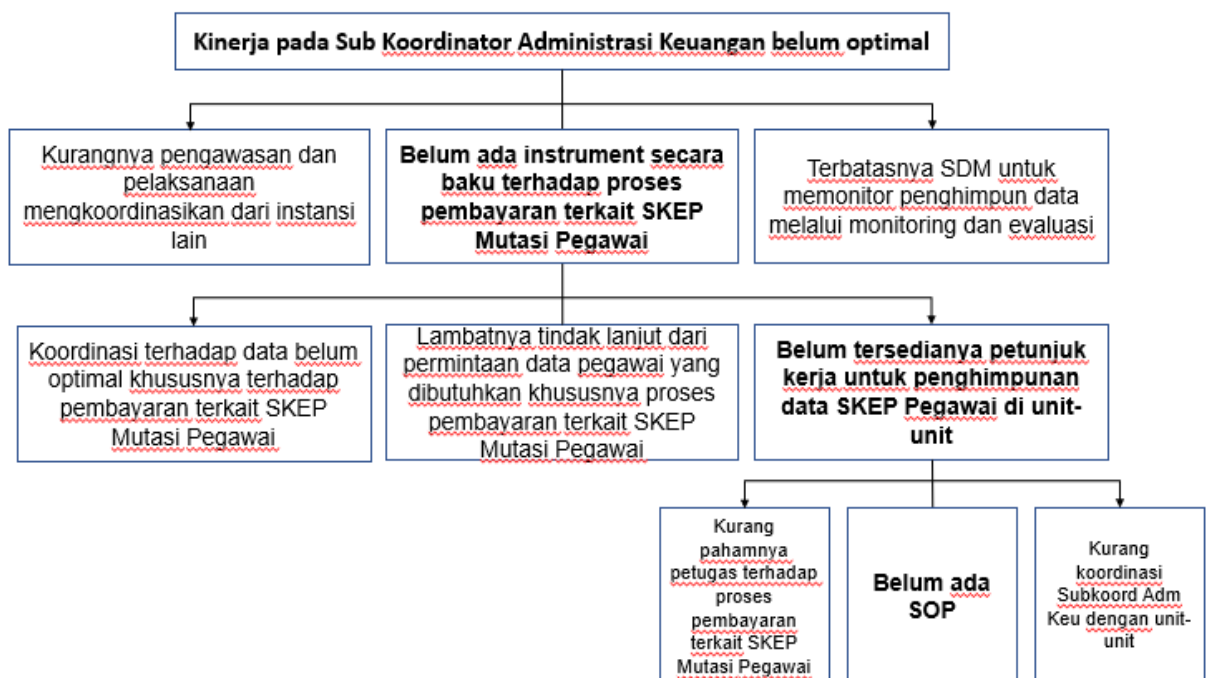 Kinerja pada Sub Koordinator Administrasi Keuangan belum optimal
Kurangnya pengawasan dan
pelaksanaan
mengkoordinasikan dari instansi
lain
Belum ada instrument secara
baku terhadap proses
pembayaran terkait SKEP
Mutasi Pegawai
Terbatasnya SDM untuk
memonitor penghimpun data
melalui monitoring dan evaluasi
Koordinasi terhadap data belum
optimal khususnya terhadap
pembayaran terkait SKEP
Mutasi Pegawai
Lambatnya tindak lanjut dari
permintaan data pegawai yang
dibutuhkan khususnya proses
pembayaran terkait SKEP
Mutasi Pegawai
Belum tersedianya petunjuk
kerja untuk penghimpunan
data SKEP Pegawai di unit-
unit
Kurang
pahamnya
petugas terhadap
proses
pembayaran
terkait SKEP
Mutasi Pegawai
Belum ada
SOP
Kurang
koordinasi
Subkoord Adm
Keu dengan unit-
unit